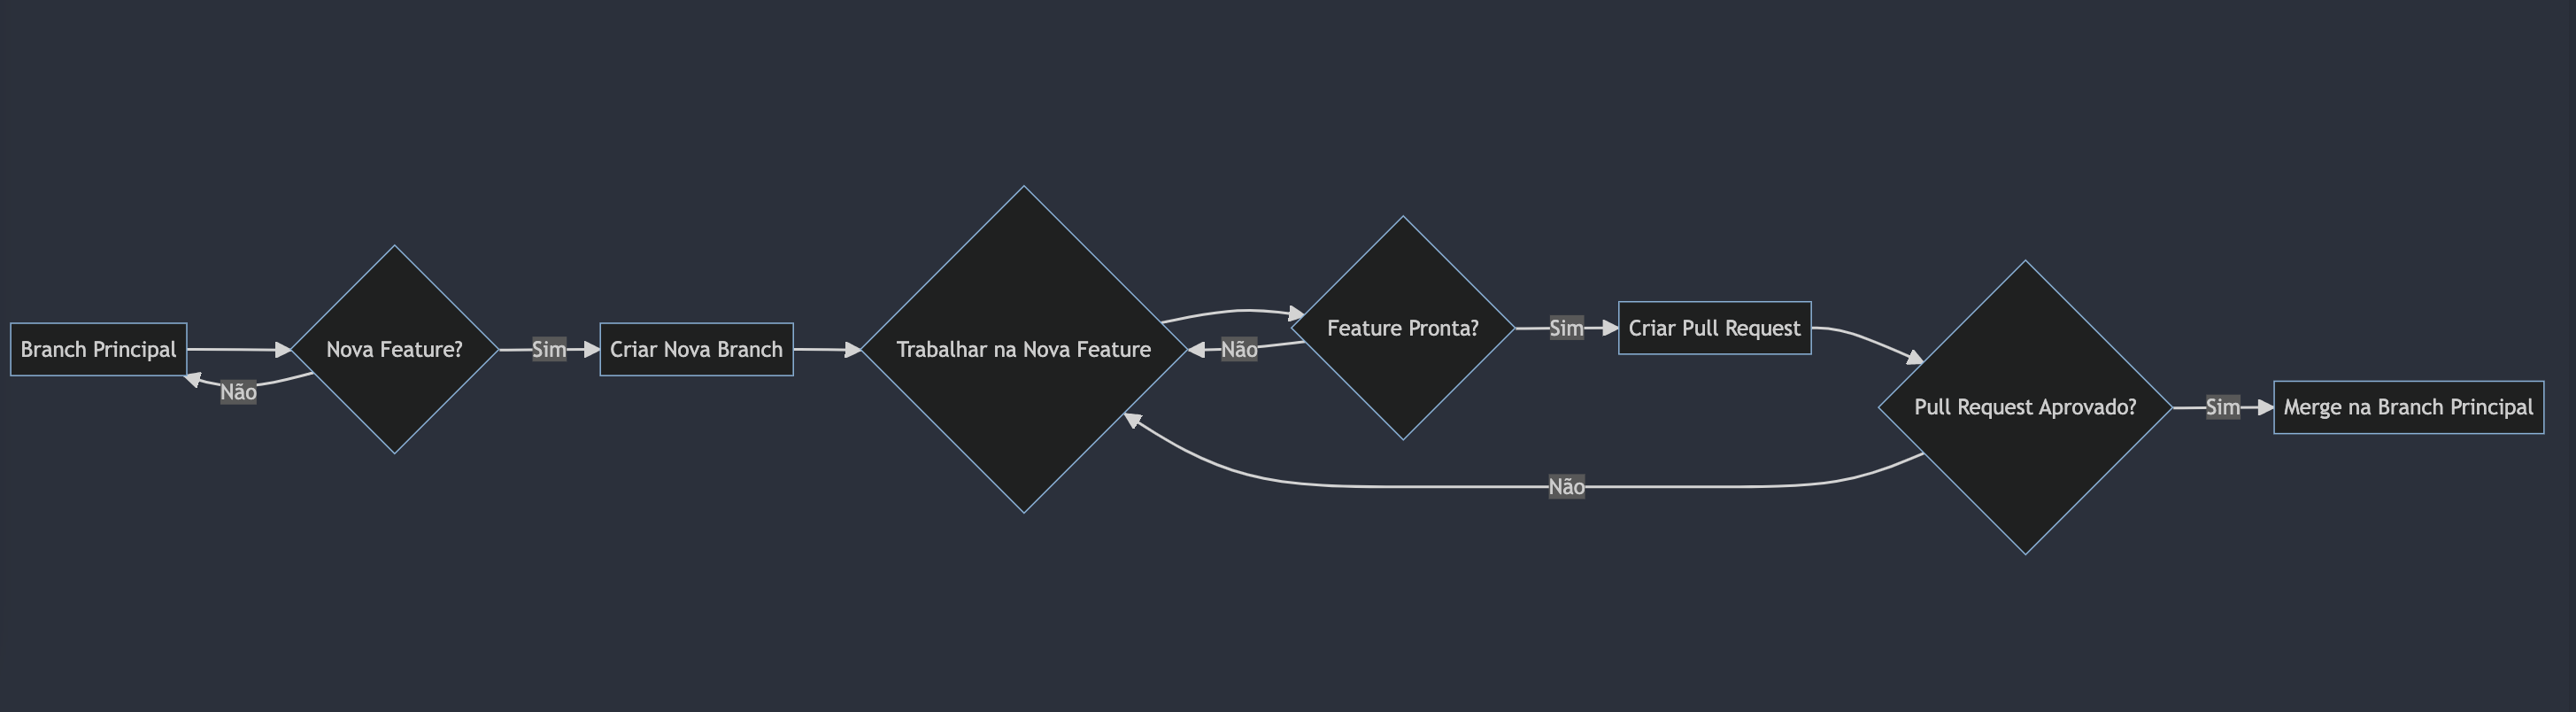 Branch Principal
Não
Nova Feature?
Sim
Criar Nova Branch
Trabalhar na Nova Feature
Não
Feature Pronta?
Sim
Criar Pull Request
Não
Pull Request Aprovado?
Sim
Merge na Branch Principal